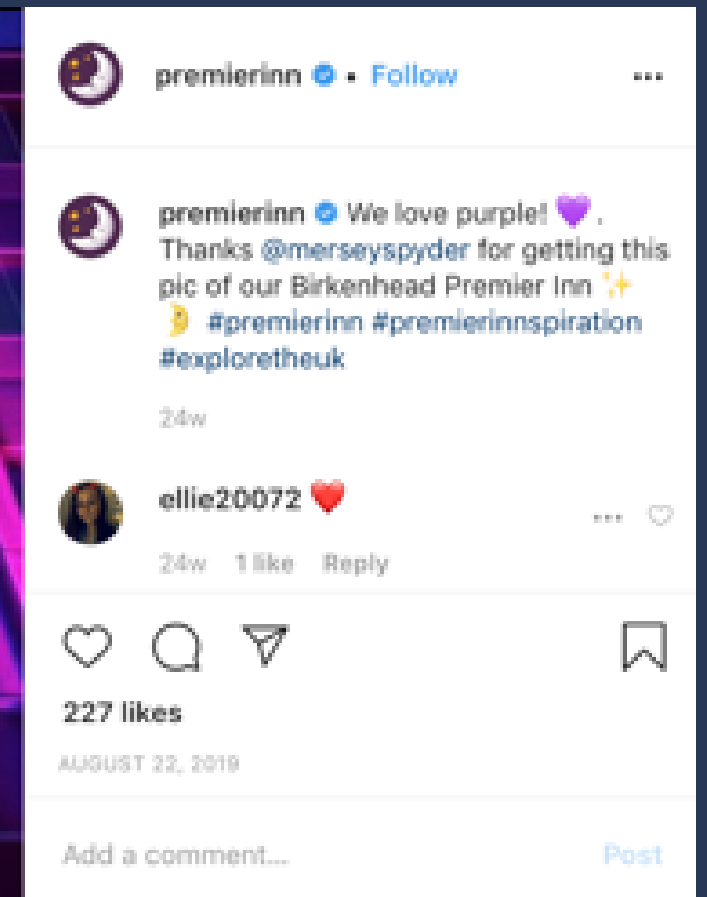 premierinn • Follow
premierinn We love purple! 💜 .
Thanks @merseyspyder for getting this
pic of our Birkenhead Premier Inn ✨
🌛 #premierinn #premierinnspiration
#exploretheuk
24w
ellie20072 ❤️
24w 1 like Reply
227 likes
AUGUST 22, 2019
Add a comment... Post